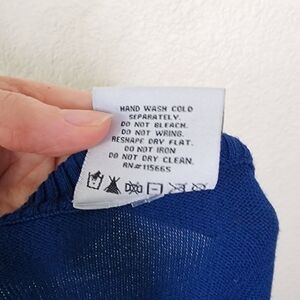 HAND WASH COLD
SEPARATELY.
DO NOT BLEACH.
DO NOT WRING.
RESHAPE DRY FLAT.
DO NOT IRON
DO NOT DRY CLEAN.
RN# 115665